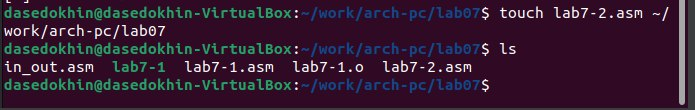 dasedokhin@dasedokhin-VirtualBox:~/work/arch-pc/lab07$ touch lab7-2.asm ~/
work/arch-pc/lab07
dasedokhin@dasedokhin-VirtualBox:~/work/arch-pc/lab07$ ls
in_out.asm  lab7-1  lab7-1.asm  lab7-1.o  lab7-2.asm
dasedokhin@dasedokhin-VirtualBox:~/work/arch-pc/lab07$